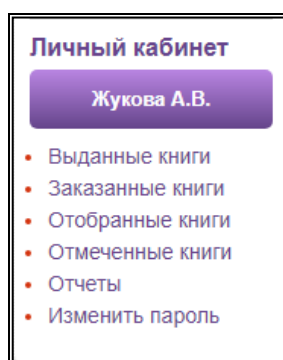 Личный кабинет
Жукова А.В.
Выданные книги
Заказанные книги
Отобранные книги
Отмеченные книги
Отчеты
Изменить пароль